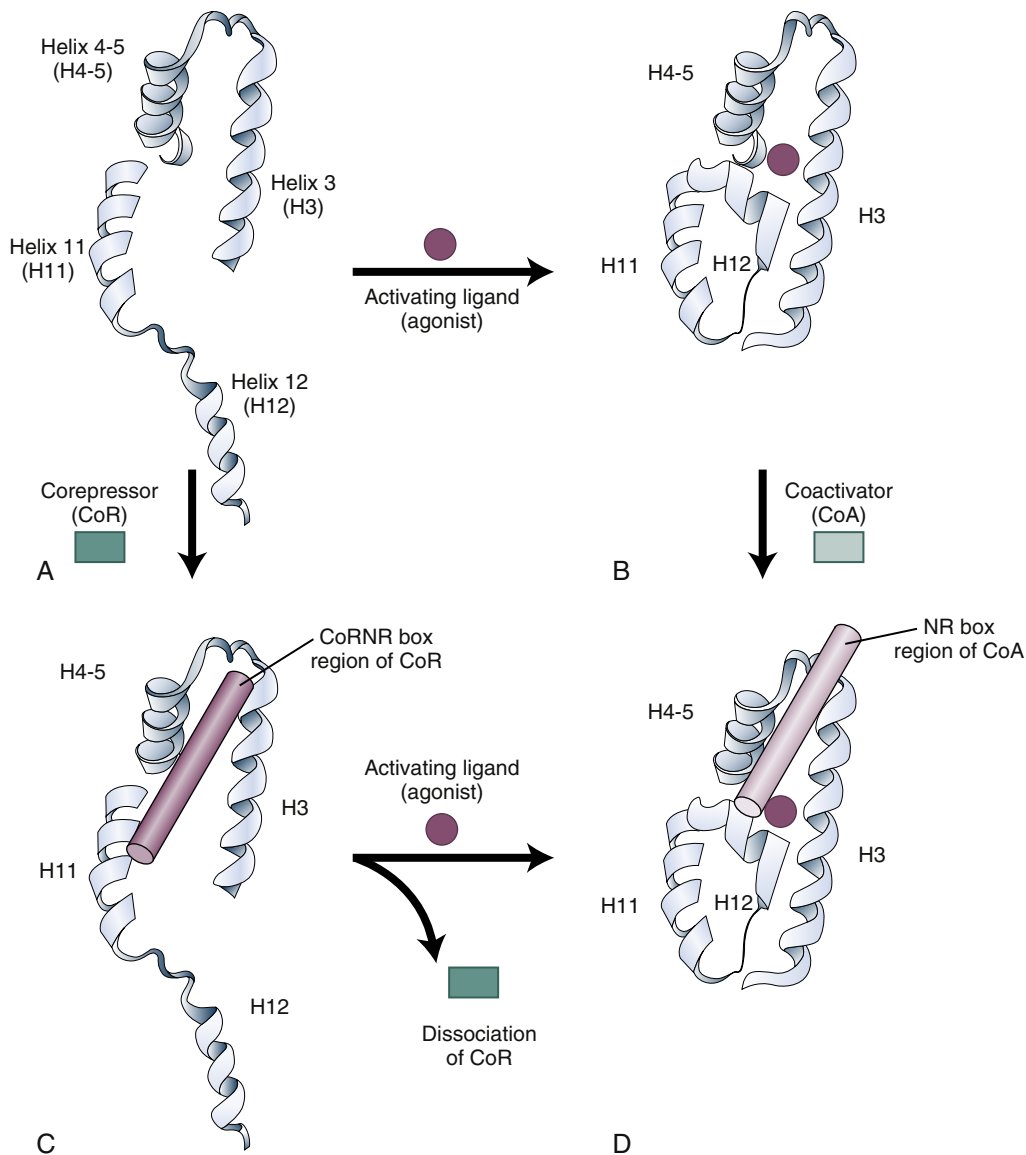 Helix 4-5
(H4-5)
Helix 3
(H3)
Helix 11
(H11)
Helix 12
(H12)
Activating ligand
(agonist)
H4-5
H3
H11
H12
Corepressor
(CoR)
A
Coactivator
(CoA)
B
CoRNR box
region of CoR
H4-5
H3
H11
H12
Activating ligand
(agonist)
Dissociation
of CoR
C
NR box
region of CoA
H4-5
H3
H11
H12
D